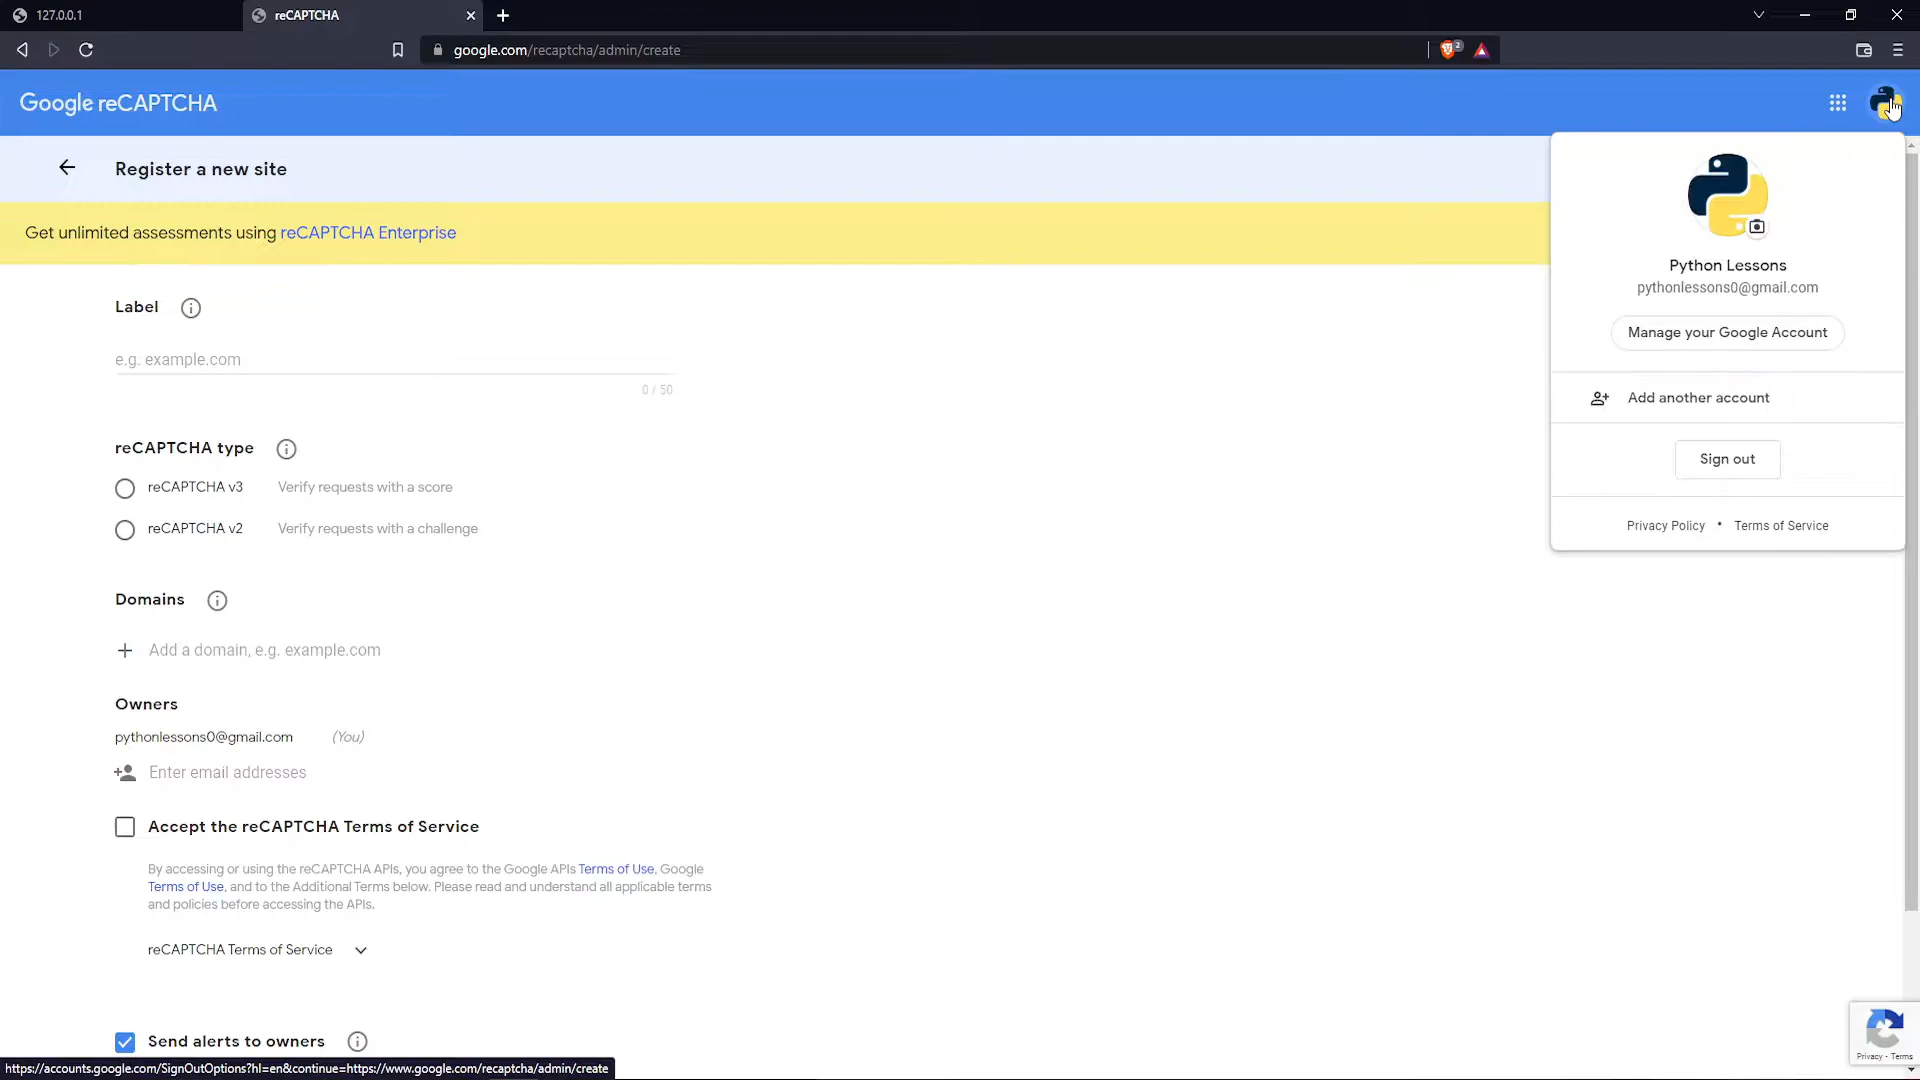 127.0.0.1
reCAPTCHA
google.com/recaptcha/admin/create
2
Google reCAPTCHA
Register a new site
Get unlimited assessments using reCAPTCHA Enterprise
Label
e.g. example.com
0 / 50
reCAPTCHA type
reCAPTCHA v3 Verify requests with a score
reCAPTCHA v2 Verify requests with a challenge
Domains
Add a domain, e.g. example.com
Owners
pythonlessons0@gmail.com (You)
Enter email addresses
Accept the reCAPTCHA Terms of Service
By accessing or using the reCAPTCHA APIs, you agree to the Google APIs Terms of Use, Google
Terms of Use, and to the Additional Terms below. Please read and understand all applicable terms
and policies before accessing the APIs.
reCAPTCHA Terms of Service
Send alerts to owners
https://accounts.google.com/SignOutOptions?hl=en&continue=https://www.google.com/recaptcha/admin/create
Python Lessons
pythonlessons0@gmail.com
Manage your Google Account
Add another account
Sign out
Privacy Policy • Terms of Service
Privacy - Terms